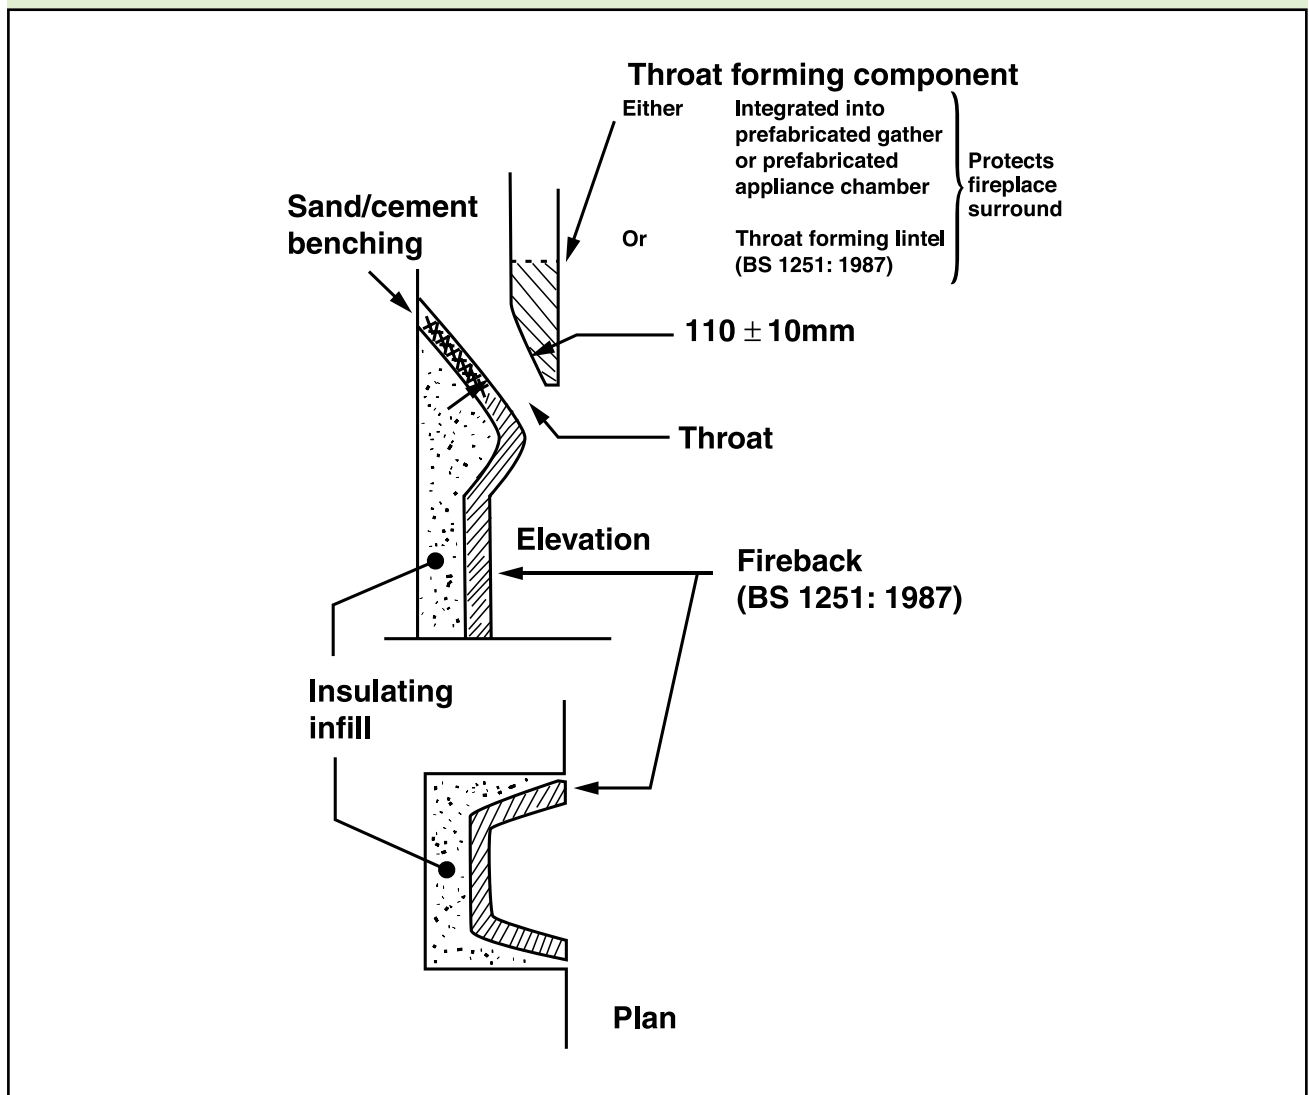 Throat forming component
Either
Integrated into
prefabricated gather
or prefabricated
appliance chamber
Protects
fireplace
surround
Or
Throat forming lintel
(BS 1251: 1987)
Sand/cement
benching
110 ± 10mm
Throat
Elevation
Fireback
(BS 1251: 1987)
Insulating
infill
Plan